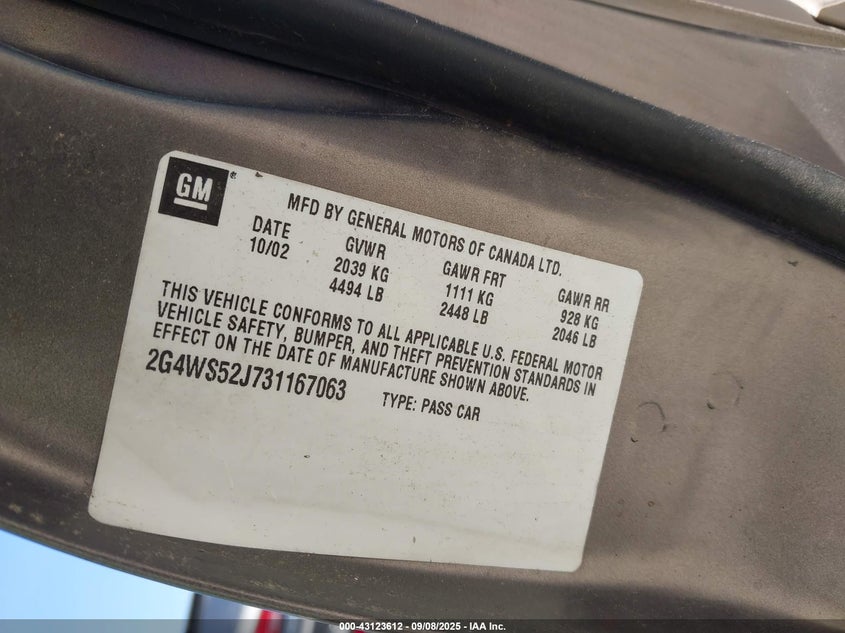 GM
MFD BY GENERAL MOTORS OF CANADA LTD.
DATE GVWR GAWR FRT GAWR RR
10/02 2039 KG 1111 KG 928 KG
4494 LB 2448 LB 2046 LB
THIS VEHICLE CONFORMS TO ALL APPLICABLE U.S. FEDERAL MOTOR
VEHICLE SAFETY, BUMPER, AND THEFT PREVENTION STANDARDS IN
EFFECT ON THE DATE OF MANUFACTURE SHOWN ABOVE.
2G4WS52J731167063 TYPE: PASS CAR
000-43123612 - 09/08/2025 - IAA Inc.